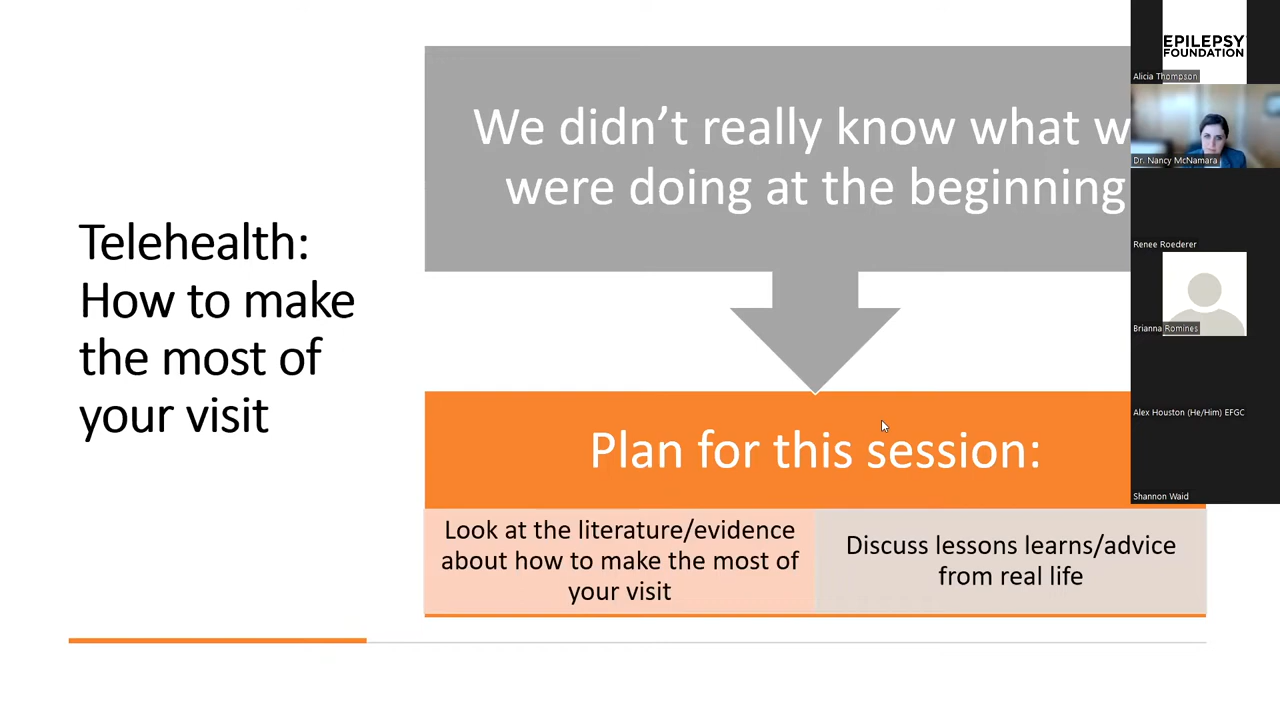 Telehealth:
How to make
the most of
your visit
We didn’t really know what w
were doing at the beginning
Plan for this session:
Look at the literature/evidence
about how to make the most of
your visit
Discuss lessons learns/advice
from real life
EPILEPSY
FOUNDATION
Alicia Thompson
Dr. Nancy McNamara
Renee Roederer
Brianna Romines
Alex Houston (He/Him) EFGC
Shannon Waid